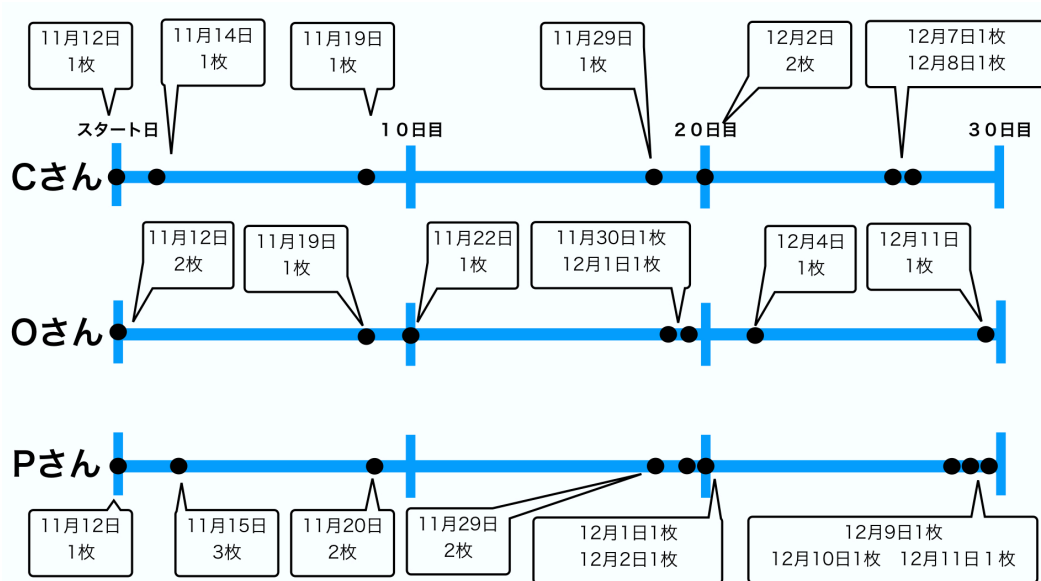 11月12日
1枚
11月14日
1枚
11月19日
1枚
11月29日
1枚
12月2日
2枚
12月7日1枚
12月8日1枚
スタート日
１０日目
２０日目
３０日目
Cさん
11月12日
2枚
11月19日
1枚
11月22日
1枚
11月30日1枚
12月1日1枚
12月4日
1枚
12月11日
1枚
Oさん
Pさん
11月12日
1枚
11月15日
3枚
11月20日
2枚
11月29日
2枚
12月1日1枚
12月2日1枚
12月9日1枚
12月10日1枚　12月11日１枚